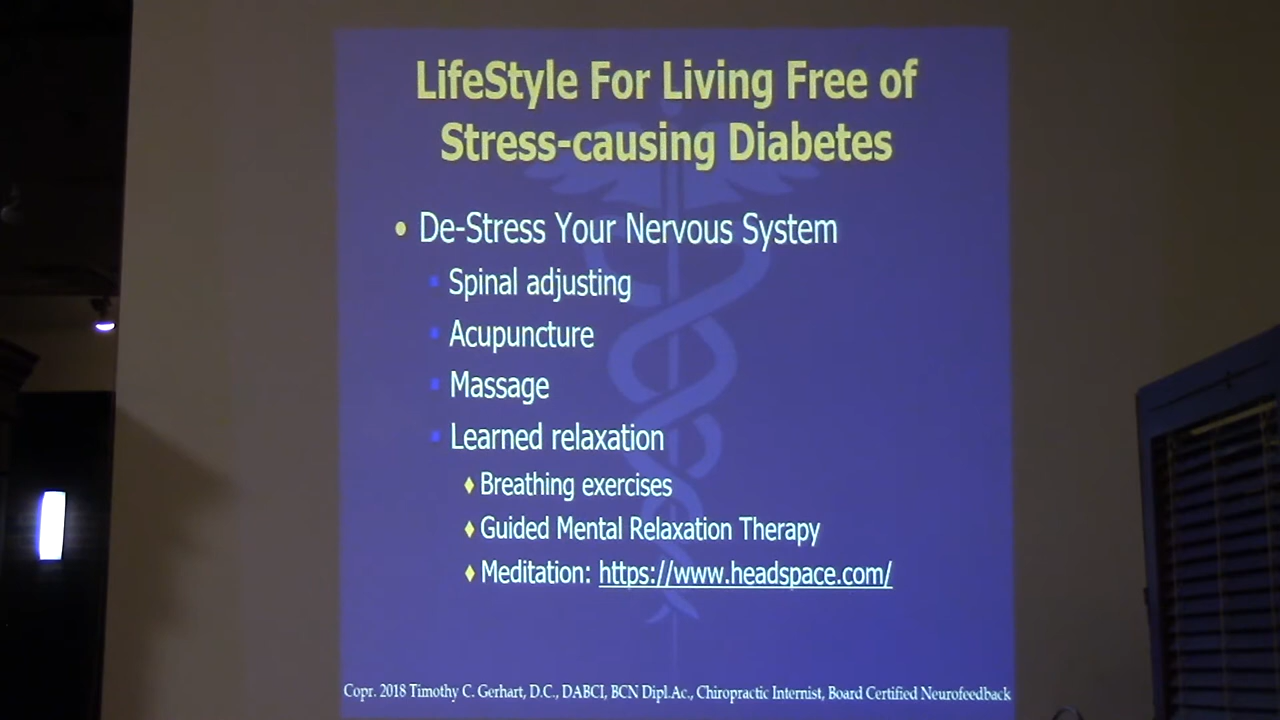 LifeStyle For Living Free of
Stress-causing Diabetes
• De-Stress Your Nervous System
▪ Spinal adjusting
▪ Acupuncture
▪ Massage
▪ Learned relaxation
♦ Breathing exercises
♦ Guided Mental Relaxation Therapy
♦ Meditation: https://www.headspace.com/
Copr. 2018 Timothy C. Gerhart, D.C., DABCI, BCN Dipl.Ac., Chiropractic Internist, Board Certified Neurofeedback